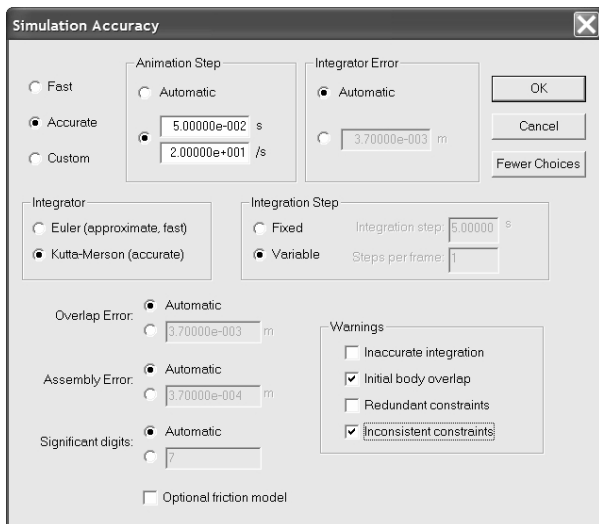 Simulation Accuracy
Fast
Accurate
Custom
Animation Step
Automatic
5.00000e-002 s
2.00000e+001 /s
Integrator Error
Automatic
3.70000e-003 m
OK
Cancel
Fewer Choices
Integrator
Euler (approximate, fast)
Kutta-Merson (accurate)
Integration Step
Fixed
Variable
Integration step: 5.00000 s
Steps per frame: 1
Overlap Error:
Automatic
3.70000e-003 m
Assembly Error:
Automatic
3.70000e-004 m
Significant digits:
Automatic
7
Optional friction model
Warnings
Inaccurate integration
Initial body overlap
Redundant constraints
Inconsistent constraints